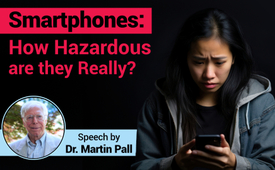 Smartphones:
How Hazardous
are they Really?
Speech by
Dr. Martin Pall